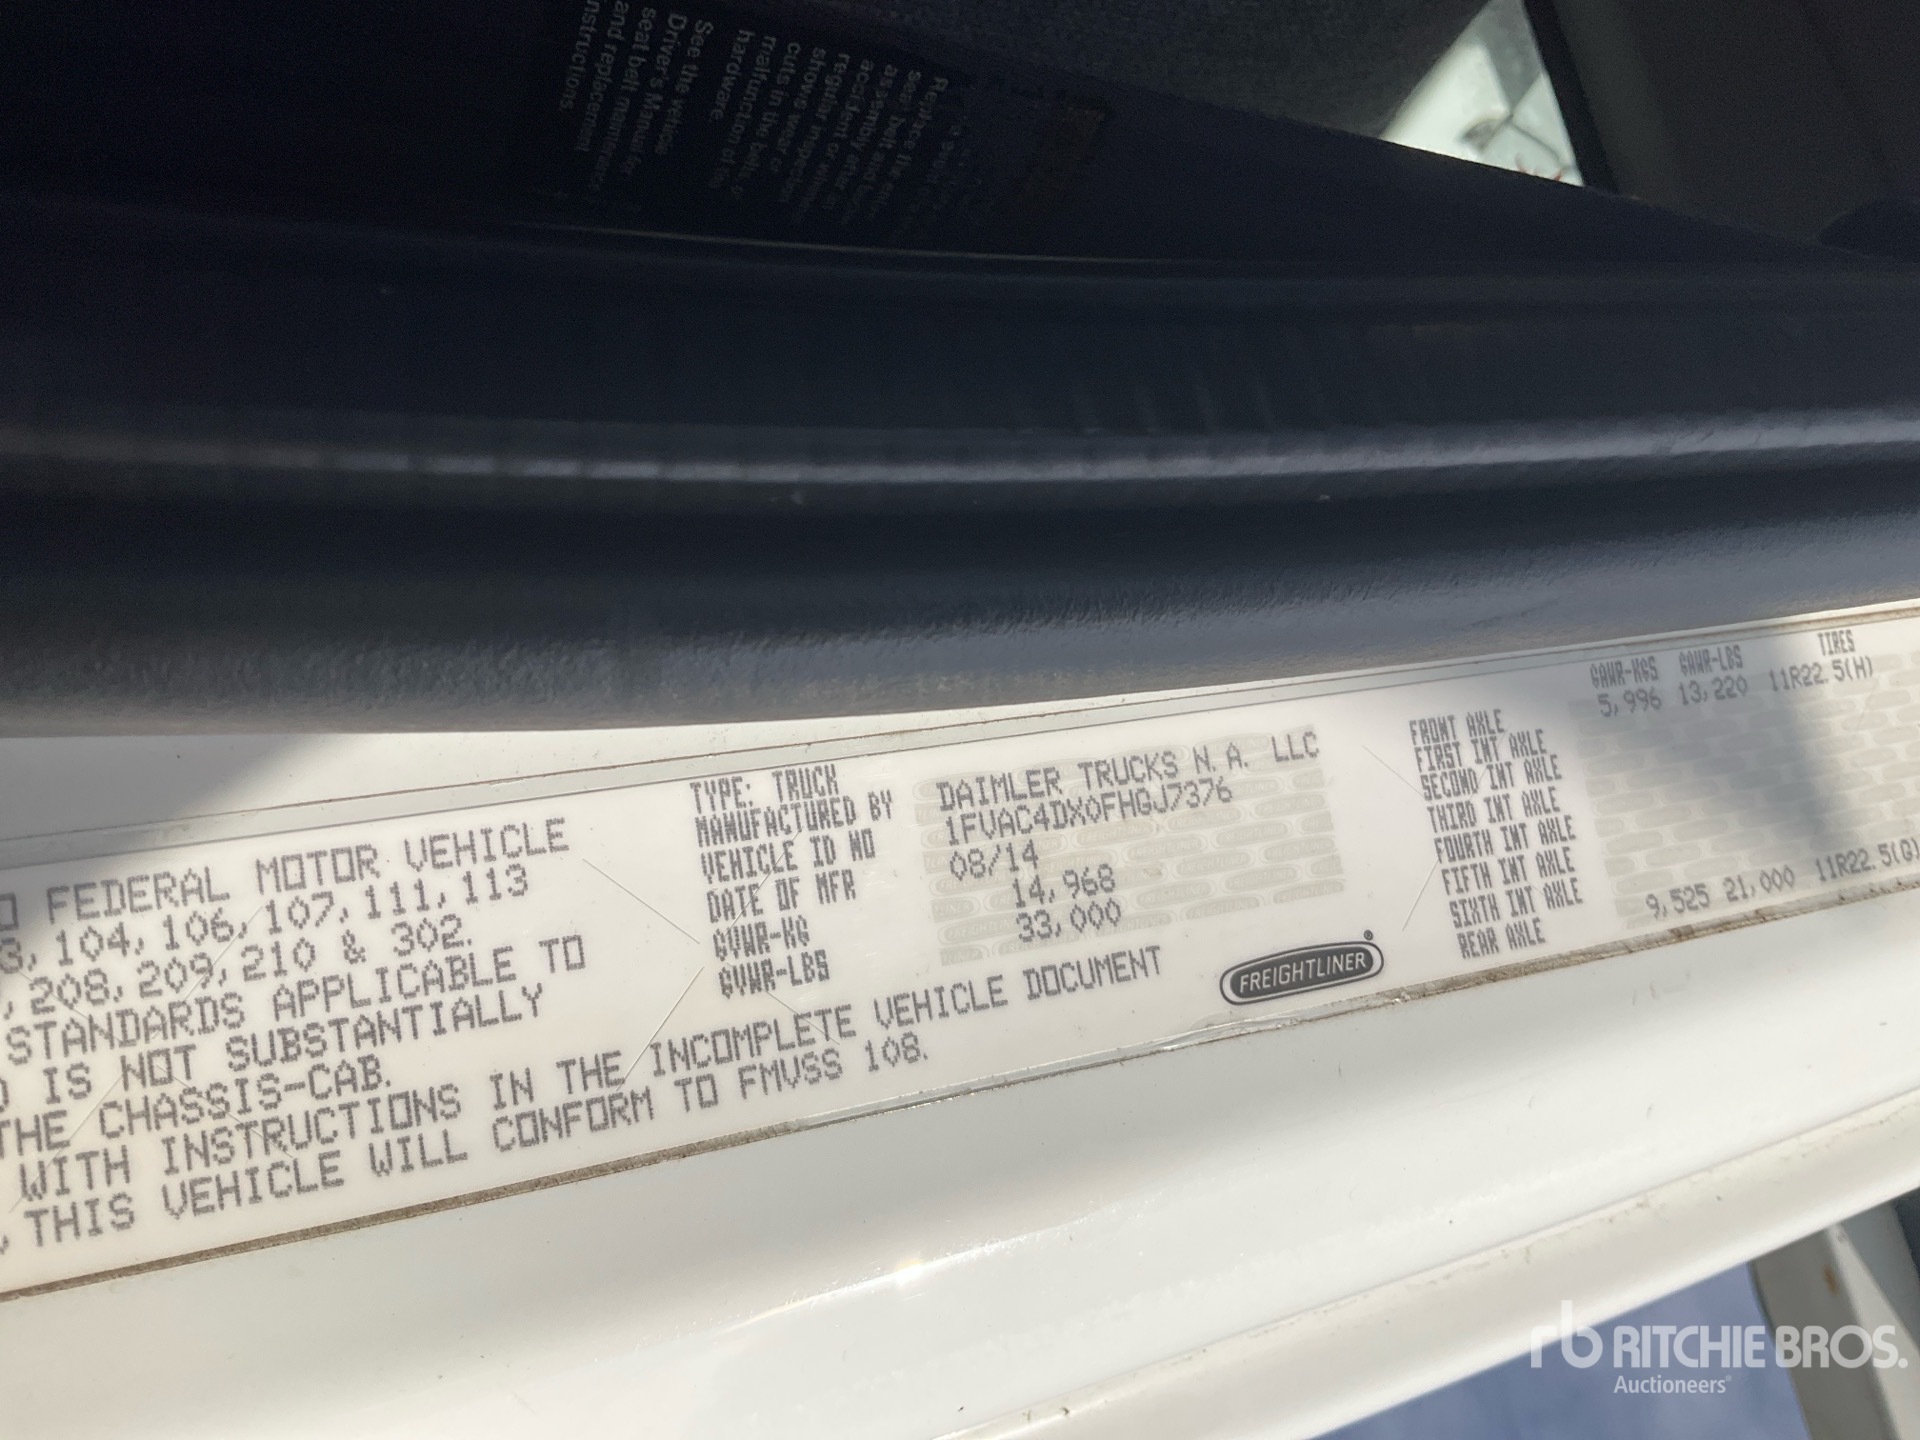 Replace the entire
seat belt
assembly after an
accident or when
regular inspection
shows wear or
cuts in the belt,
malfunction of the
hardware
See the vehicle
Driver's Manual for
seat belt maintenance
and replacement
instructions.
FEDERAL MOTOR VEHICLE
104, 106, 107, 111, 113
208, 209, 210 & 302.
STANDARDS APPLICABLE TO
IS NOT SUBSTANTIALLY
THE CHASSIS-CAB.
WITH INSTRUCTIONS IN THE INCOMPLETE VEHICLE DOCUMENT
THIS VEHICLE WILL CONFORM TO FMVSS 108.
TYPE: TRUCK
MANUFACTURED BY DAIMLER TRUCKS N.A. LLC
VEHICLE ID NO 1FVAC4DX0FHGJ7376
DATE OF MFR 08/14
GVWR-KG 14,968
GVWR-LBS 33,000
FREIGHTLINER®
GAWR-KGS GAWR-LBS TIRES
FRONT AXLE 5,996 13,220 11R22.5(H)
FIRST INT AXLE
SECOND INT AXLE
THIRD INT AXLE
FOURTH INT AXLE
FIFTH INT AXLE
SIXTH INT AXLE
REAR AXLE 9,525 21,000 11R22.5(G)
rb RITCHIE BROS.
Auctioneers